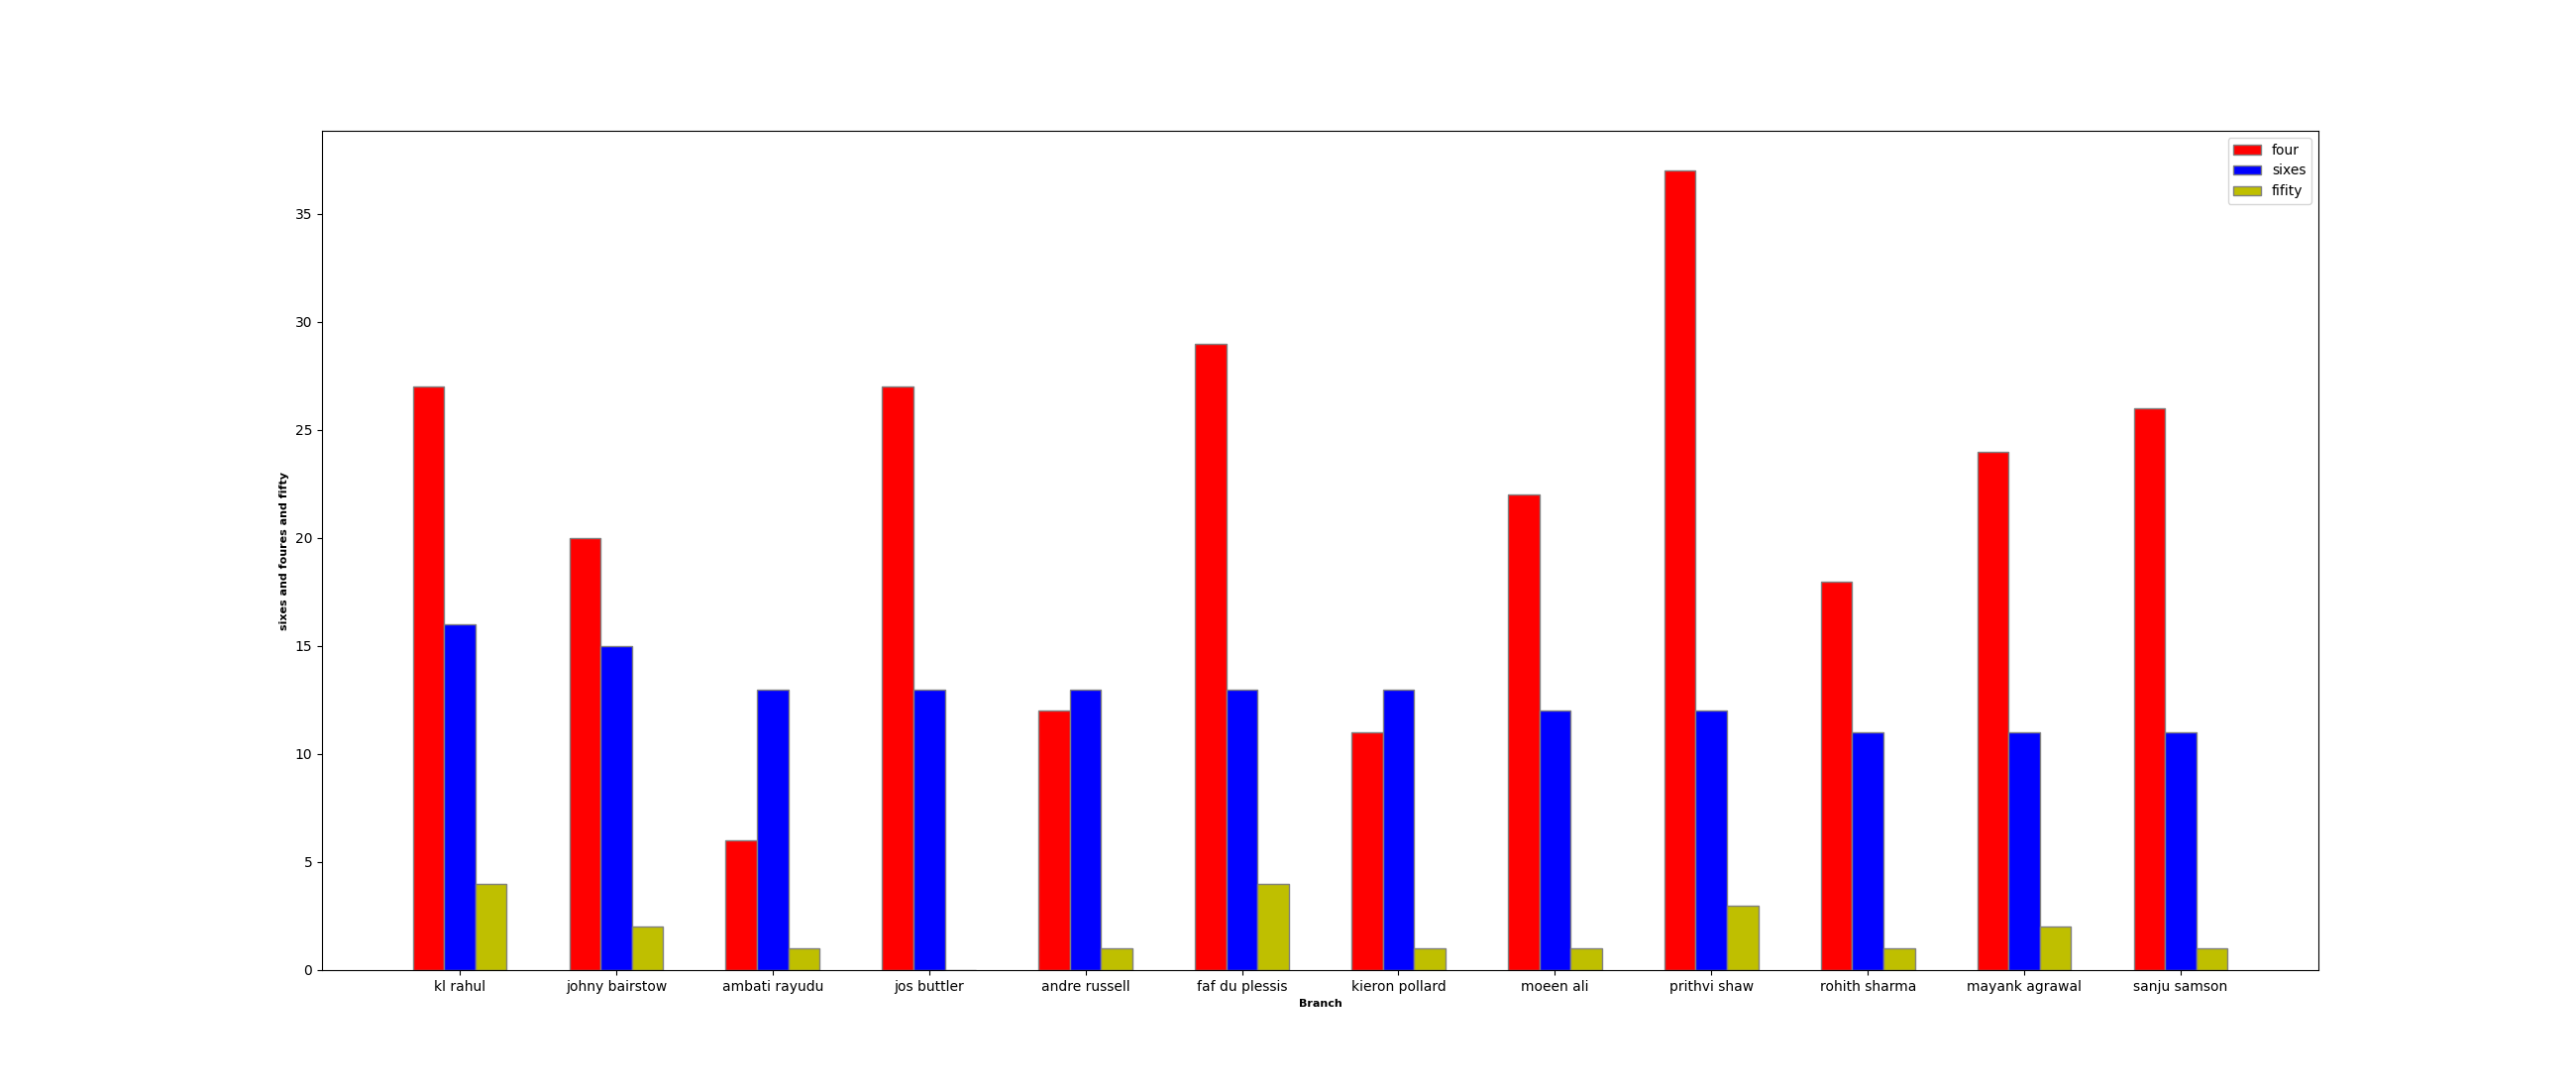 four
sixes
fifity
35
30
25
20
15
10
5
0
sixes and foures and fifty
kl rahul johny bairstow ambati rayudu jos buttler andre russell faf du plessis kieron pollard moeen ali prithvi shaw rohith sharma mayank agrawal sanju samson
Branch